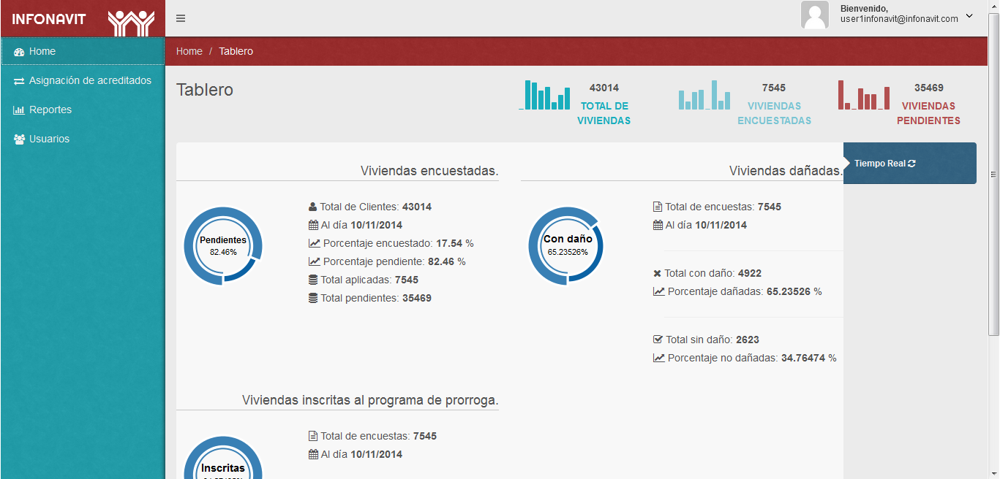 INFONAVIT
Bienvenido,
user1infonavit@infonavit.com
Home
Asignación de acreditados
Reportes
Usuarios
Home / Tablero
Tablero
43014
TOTAL DE
VIVIENDAS
7545
VIVIENDAS
ENCUESTADAS
35469
VIVIENDAS
PENDIENTES
Tiempo Real
Viviendas encuestadas.
Pendientes
82.46%
Total de Clientes: 43014
Al día 10/11/2014
Porcentaje encuestado: 17.54 %
Porcentaje pendiente: 82.46 %
Total aplicadas: 7545
Total pendientes: 35469
Viviendas dañadas.
Con daño
65.23526%
Total de encuestas: 7545
Al día 10/11/2014
Total con daño: 4922
Porcentaje dañadas: 65.23526 %
Total sin daño: 2623
Porcentaje no dañadas: 34.76474 %
Viviendas inscritas al programa de prorroga.
Inscritas
Total de encuestas: 7545
Al día 10/11/2014